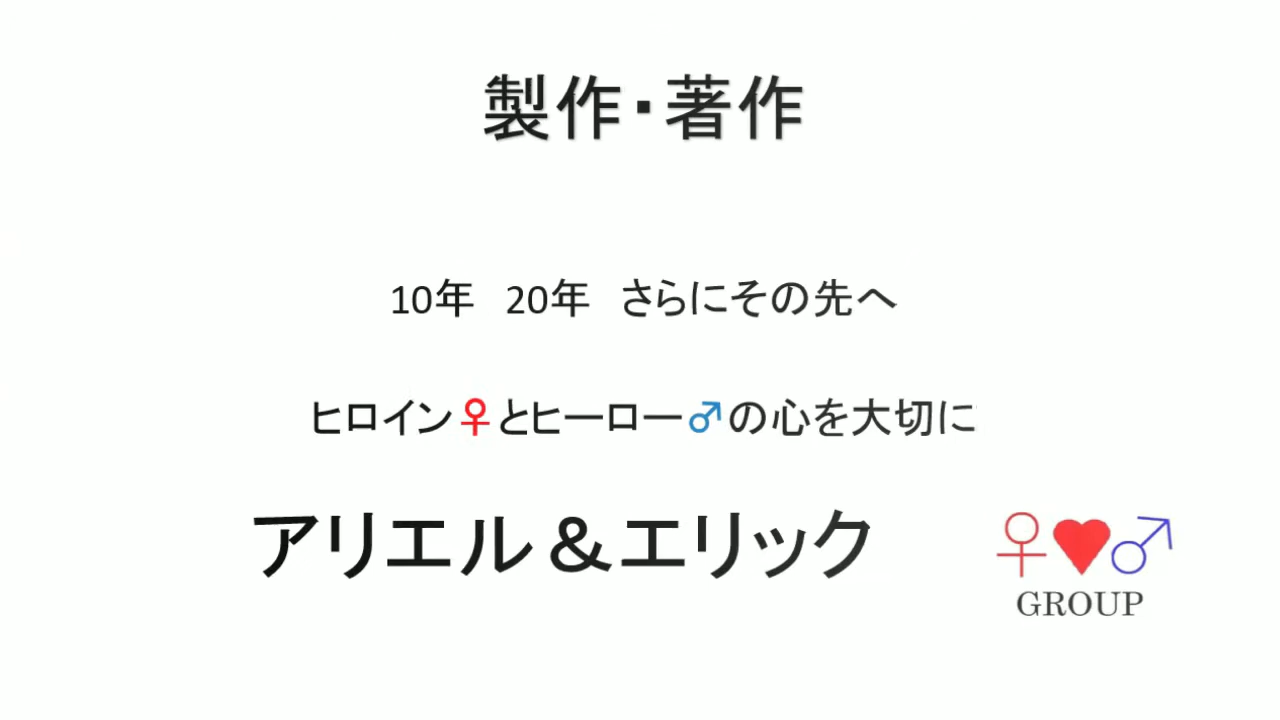 製作・著作
10年　20年　さらにその先へ
ヒロイン♀とヒーロー♂の心を大切に
アリエル＆エリック
♀♥♂
GROUP